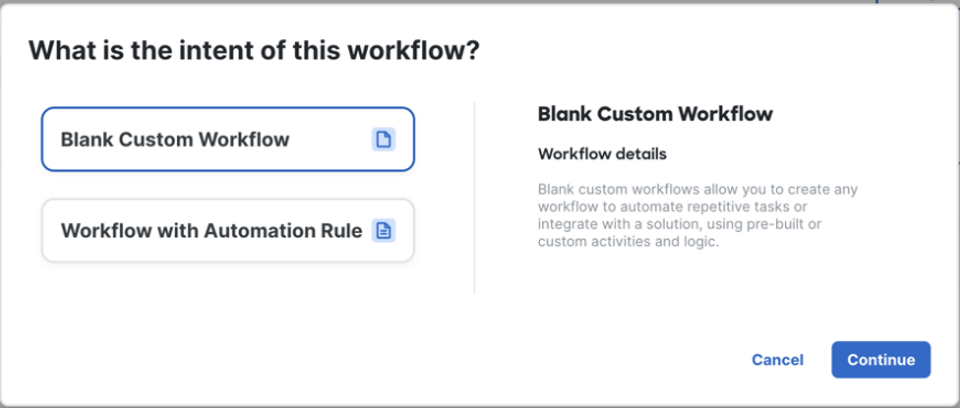 What is the intent of this workflow?
Blank Custom Workflow
Workflow with Automation Rule
Blank Custom Workflow
Workflow details
Blank custom workflows allow you to create any
workflow to automate repetitive tasks or
integrate with a solution, using pre-built or
custom activities and logic.
Cancel
Continue